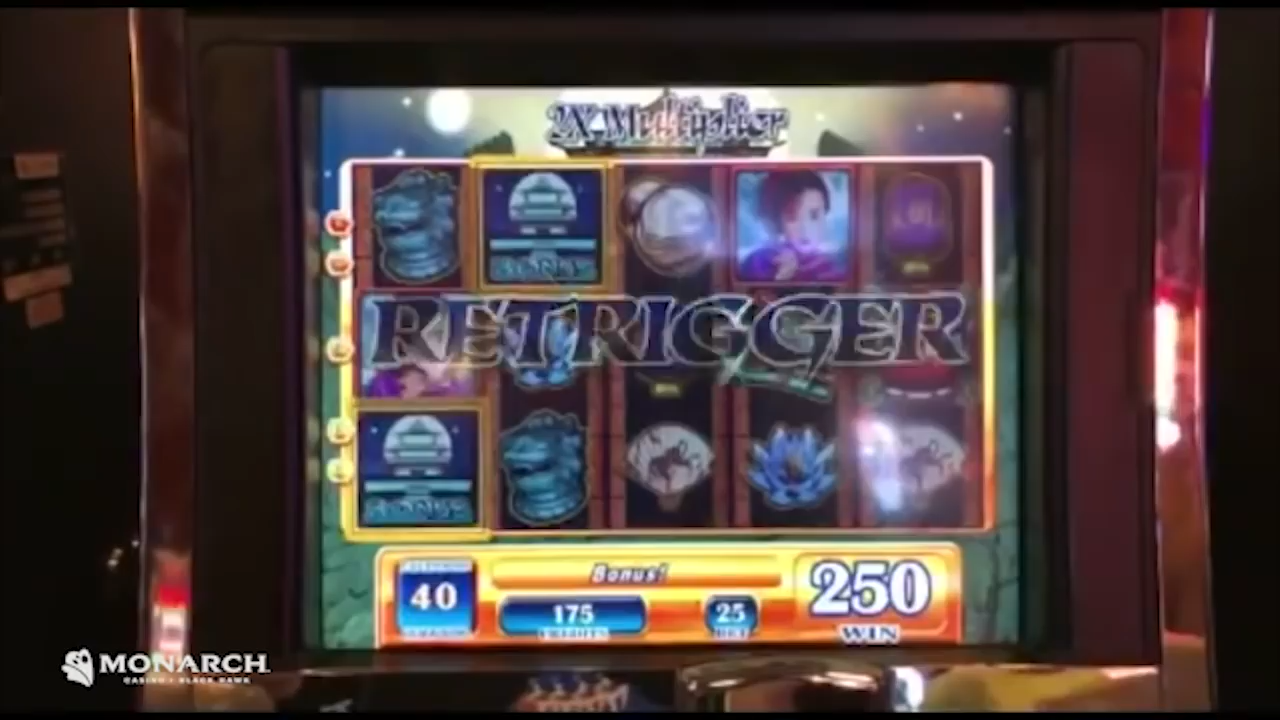 2X Multiplier
BONUS
RETRIGGER
BONUS
Bonus!
40
175
25
250
CREDITS
BET
WIN
MONARCH
CASINO • BLACK HAWK